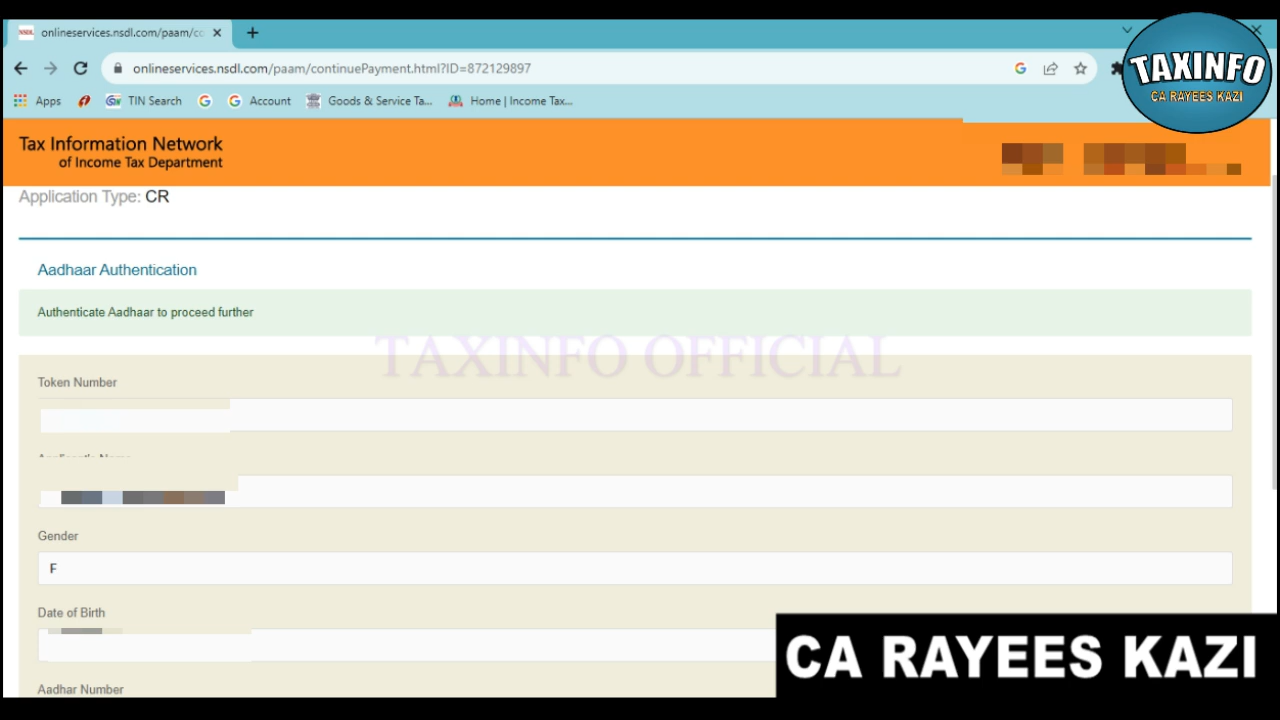 onlineservices.nsdl.com/paam/cc
onlineservices.nsdl.com/paam/continuePayment.html?ID=872129897
Apps TIN Search Account Goods & Service Ta... Home | Income Tax...
TAXINFO
CA RAYEES KAZI
Tax Information Network
of Income Tax Department
Application Type: CR
Aadhaar Authentication
Authenticate Aadhaar to proceed further
TAXINFO OFFICIAL
Token Number
Gender
F
Date of Birth
CA RAYEES KAZI
Aadhar Number